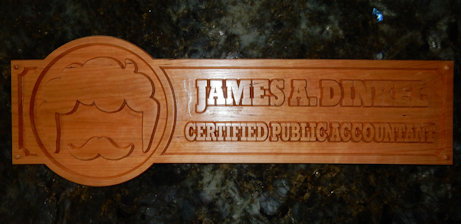 JAMES A.
CERTIFIED PUBLIC ACCOUNTANT